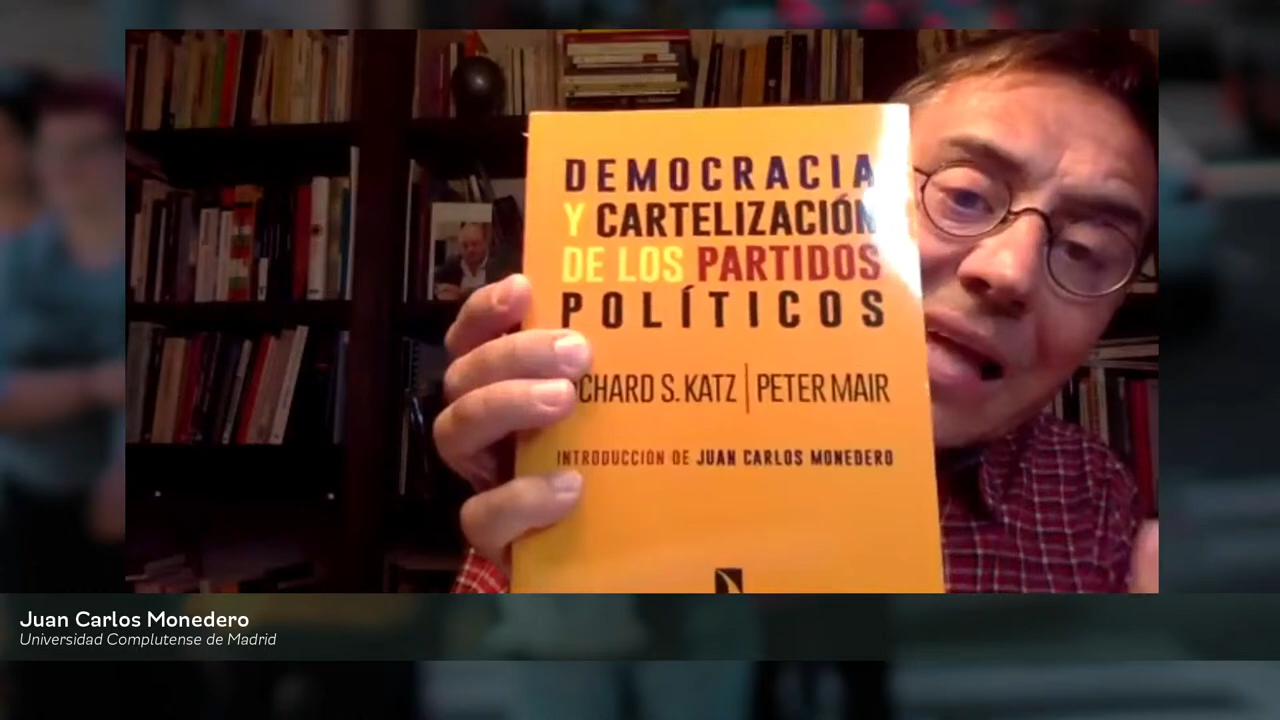 DEMOCRACIA
Y CARTELIZACIÓN
DE LOS PARTIDOS
POLÍTICOS
CHARD S. KATZ | PETER MAIR
INTRODUCCIÓN DE JUAN CARLOS MONEDERO
Juan Carlos Monedero
Universidad Complutense de Madrid